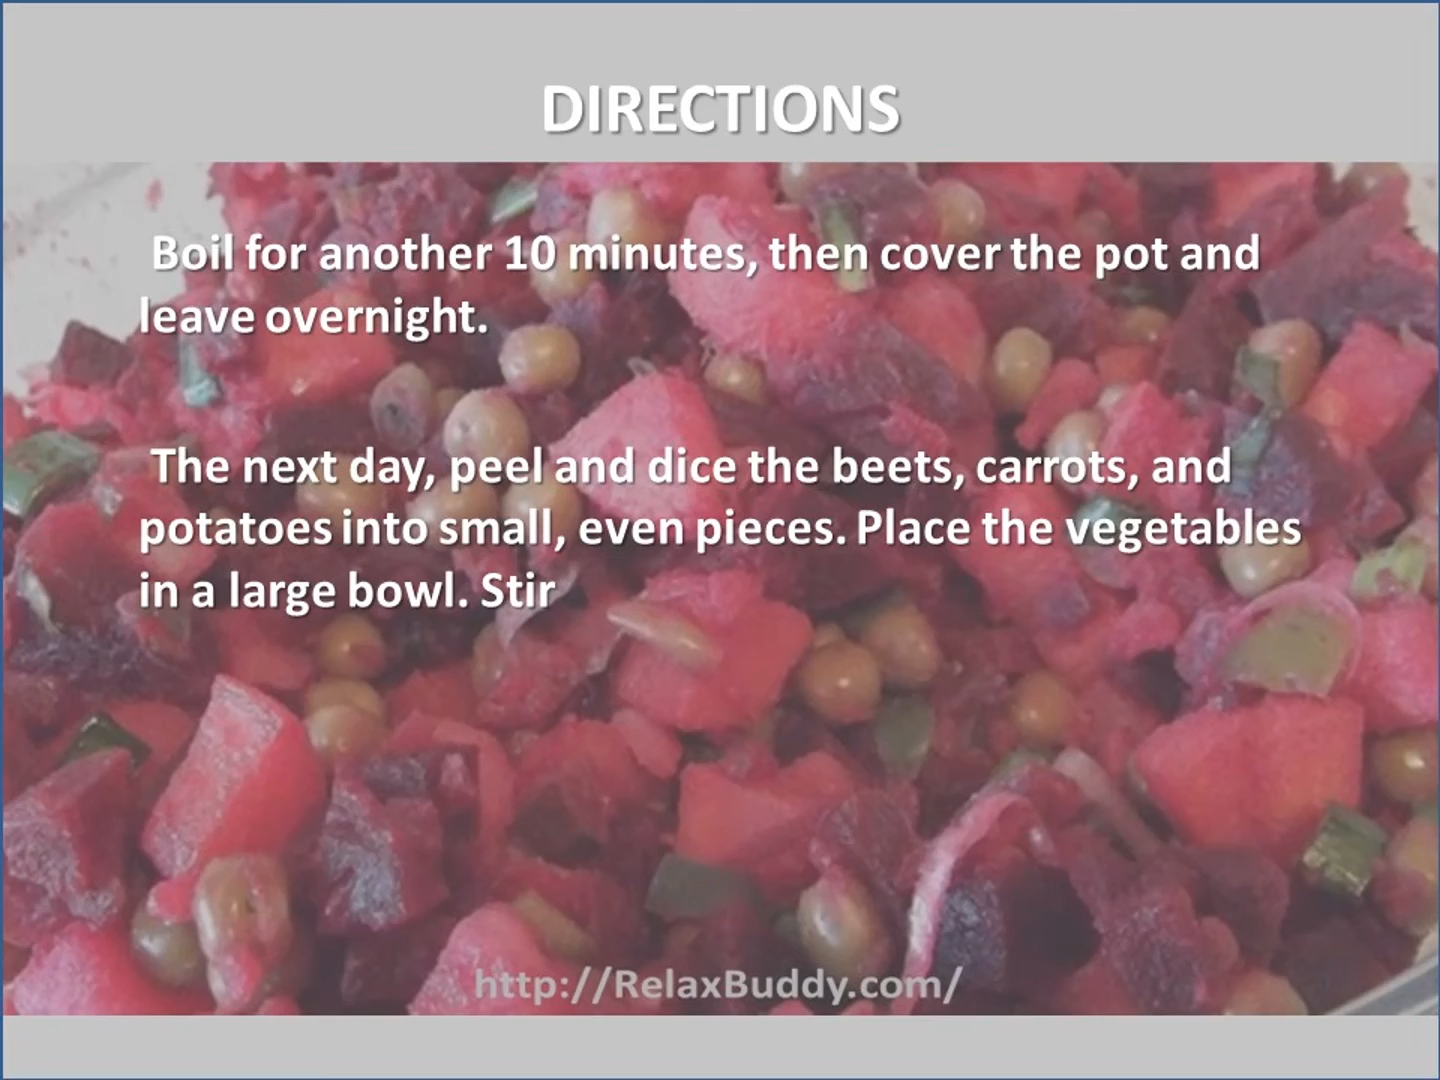 DIRECTIONS
Boil for another 10 minutes, then cover the pot and
leave overnight.
The next day, peel and dice the beets, carrots, and
potatoes into small, even pieces. Place the vegetables
in a large bowl. Stir
http://RelaxBuddy.com/